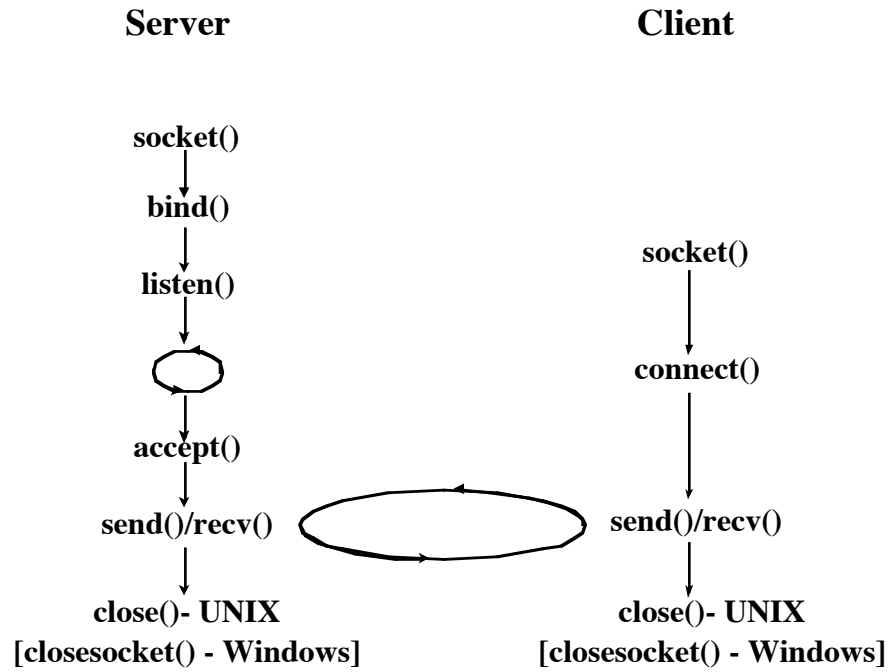 Server
Client
socket()
bind()
listen()
accept()
send()/recv()
close()- UNIX
[closesocket() - Windows]
socket()
connect()
send()/recv()
close()- UNIX
[closesocket() - Windows]